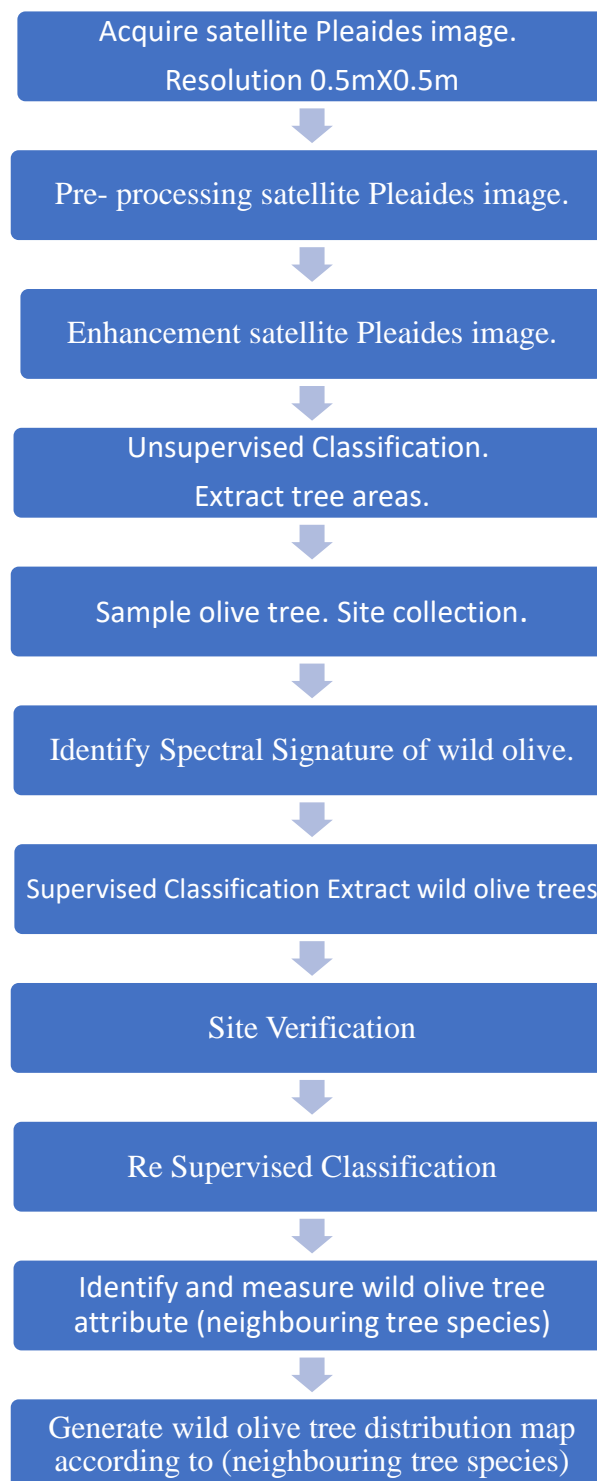 Acquire satellite Pleaides image.
Resolution 0.5mX0.5m
Pre- processing satellite Pleaides image.
Enhancement satellite Pleaides image.
Unsupervised Classification.
Extract tree areas.
Sample olive tree. Site collection.
Identify Spectral Signature of wild olive.
Supervised Classification Extract wild olive trees
Site Verification
Re Supervised Classification
Identify and measure wild olive tree
attribute (neighbouring tree species)
Generate wild olive tree distribution map
according to (neighbouring tree species)